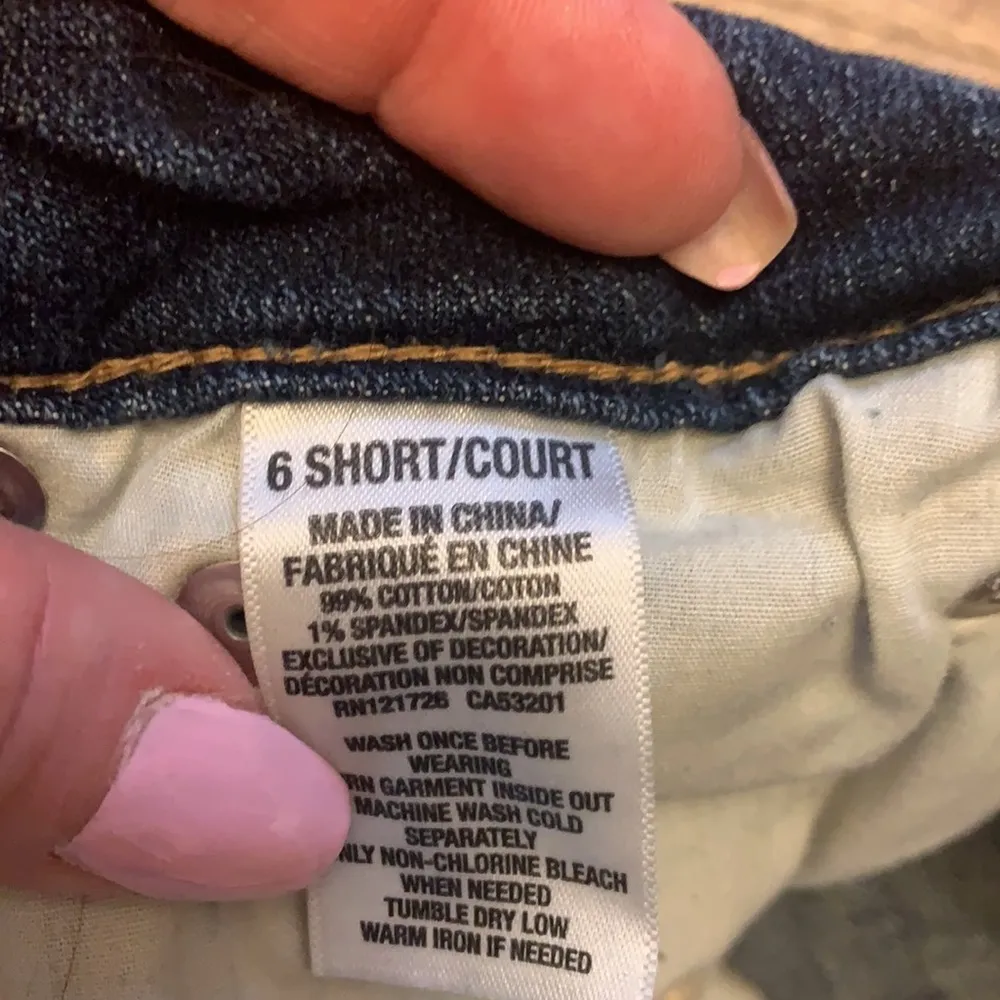 6 SHORT/COURT
MADE IN CHINA/
FABRIQUÉ EN CHINE
99% COTTON/COTON
1% SPANDEX/SPANDEX
EXCLUSIVE OF DECORATION/
DÉCORATION NON COMPRISE
RN121726 CA53201
WASH ONCE BEFORE
WEARING
GARMENT INSIDE OUT
MACHINE WASH COLD
SEPARATELY
NON-CHLORINE BLEACH
WHEN NEEDED
TUMBLE DRY LOW
WARM IRON IF NEEDED